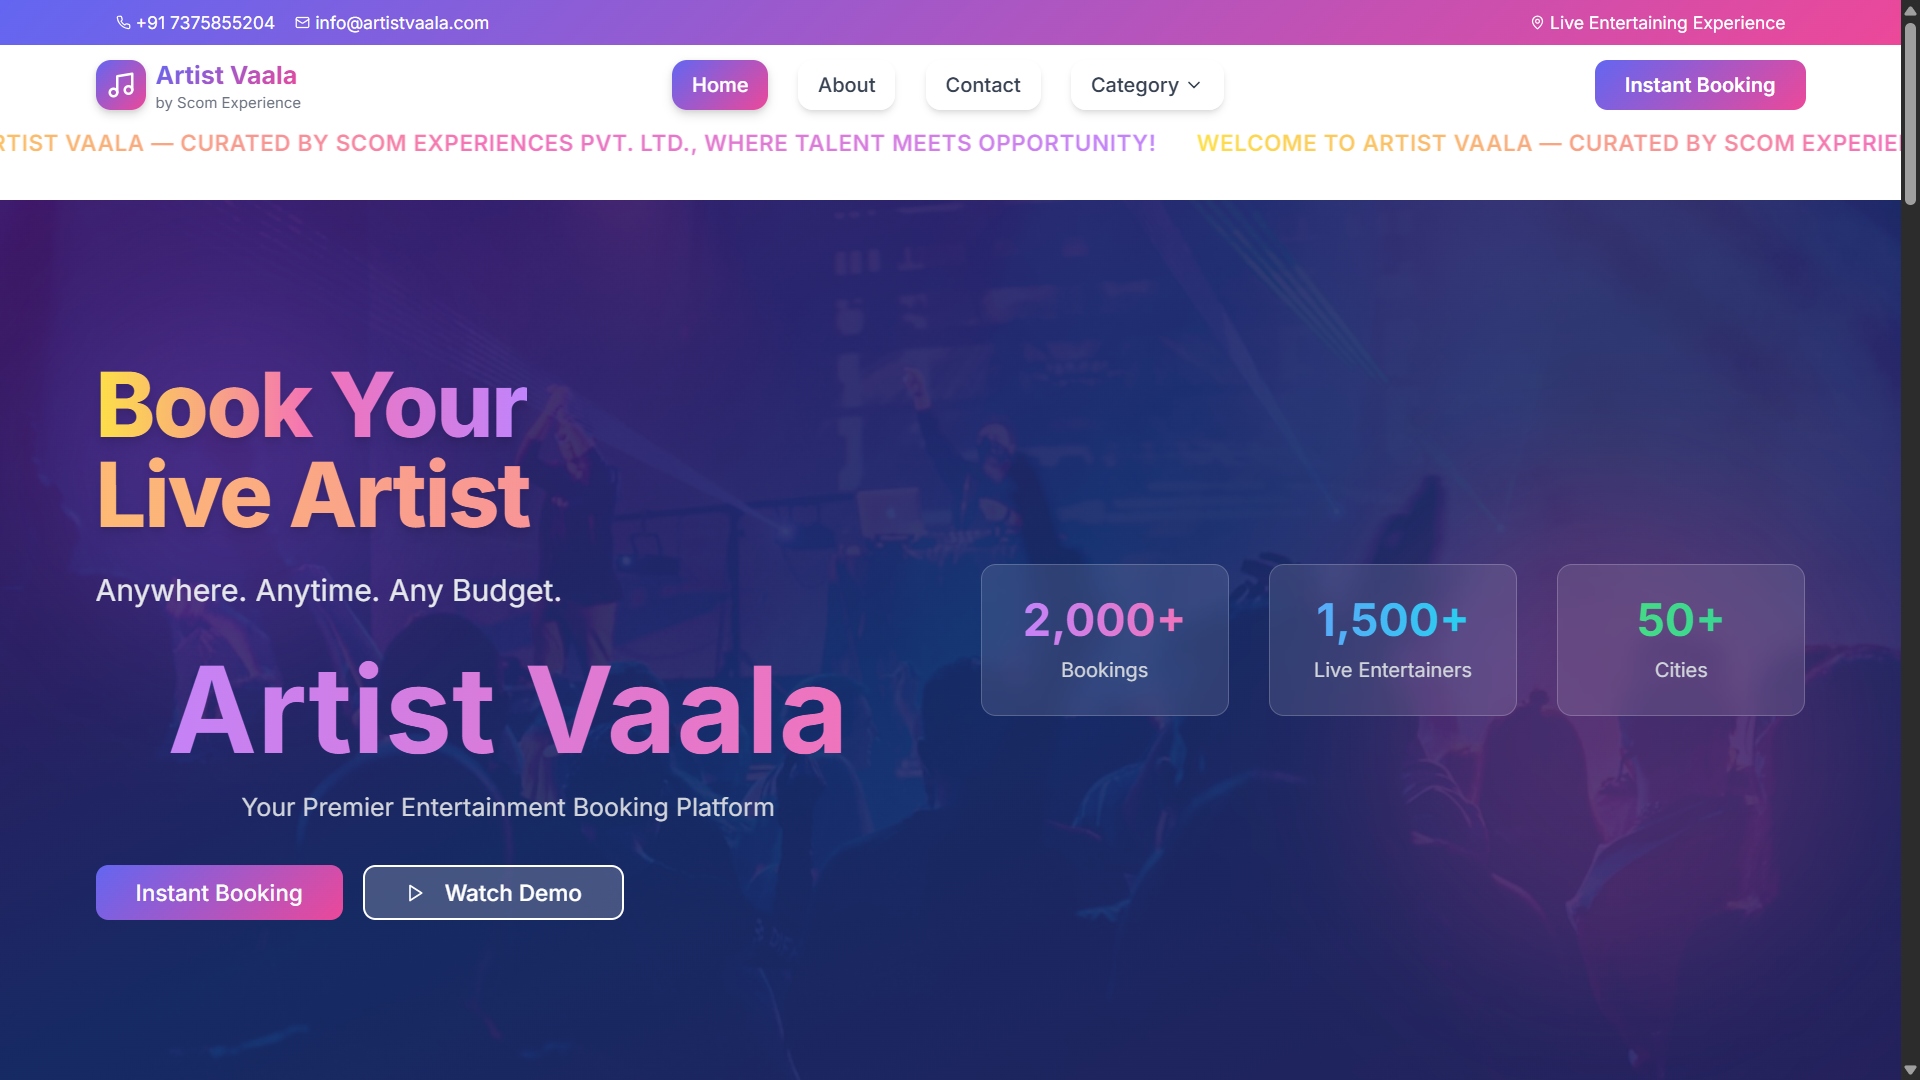 +91 7375855204 info@artistvaala.com Live Entertaining Experience
Artist Vaala
by Scom Experience
Home About Contact Category Instant Booking
RTIST VAALA — CURATED BY SCOM EXPERIENCES PVT. LTD., WHERE TALENT MEETS OPPORTUNITY! WELCOME TO ARTIST VAALA — CURATED BY SCOM EXPERIE
Book Your
Live Artist
Anywhere. Anytime. Any Budget.
Artist Vaala
Your Premier Entertainment Booking Platform
Instant Booking Watch Demo
2,000+
Bookings
1,500+
Live Entertainers
50+
Cities